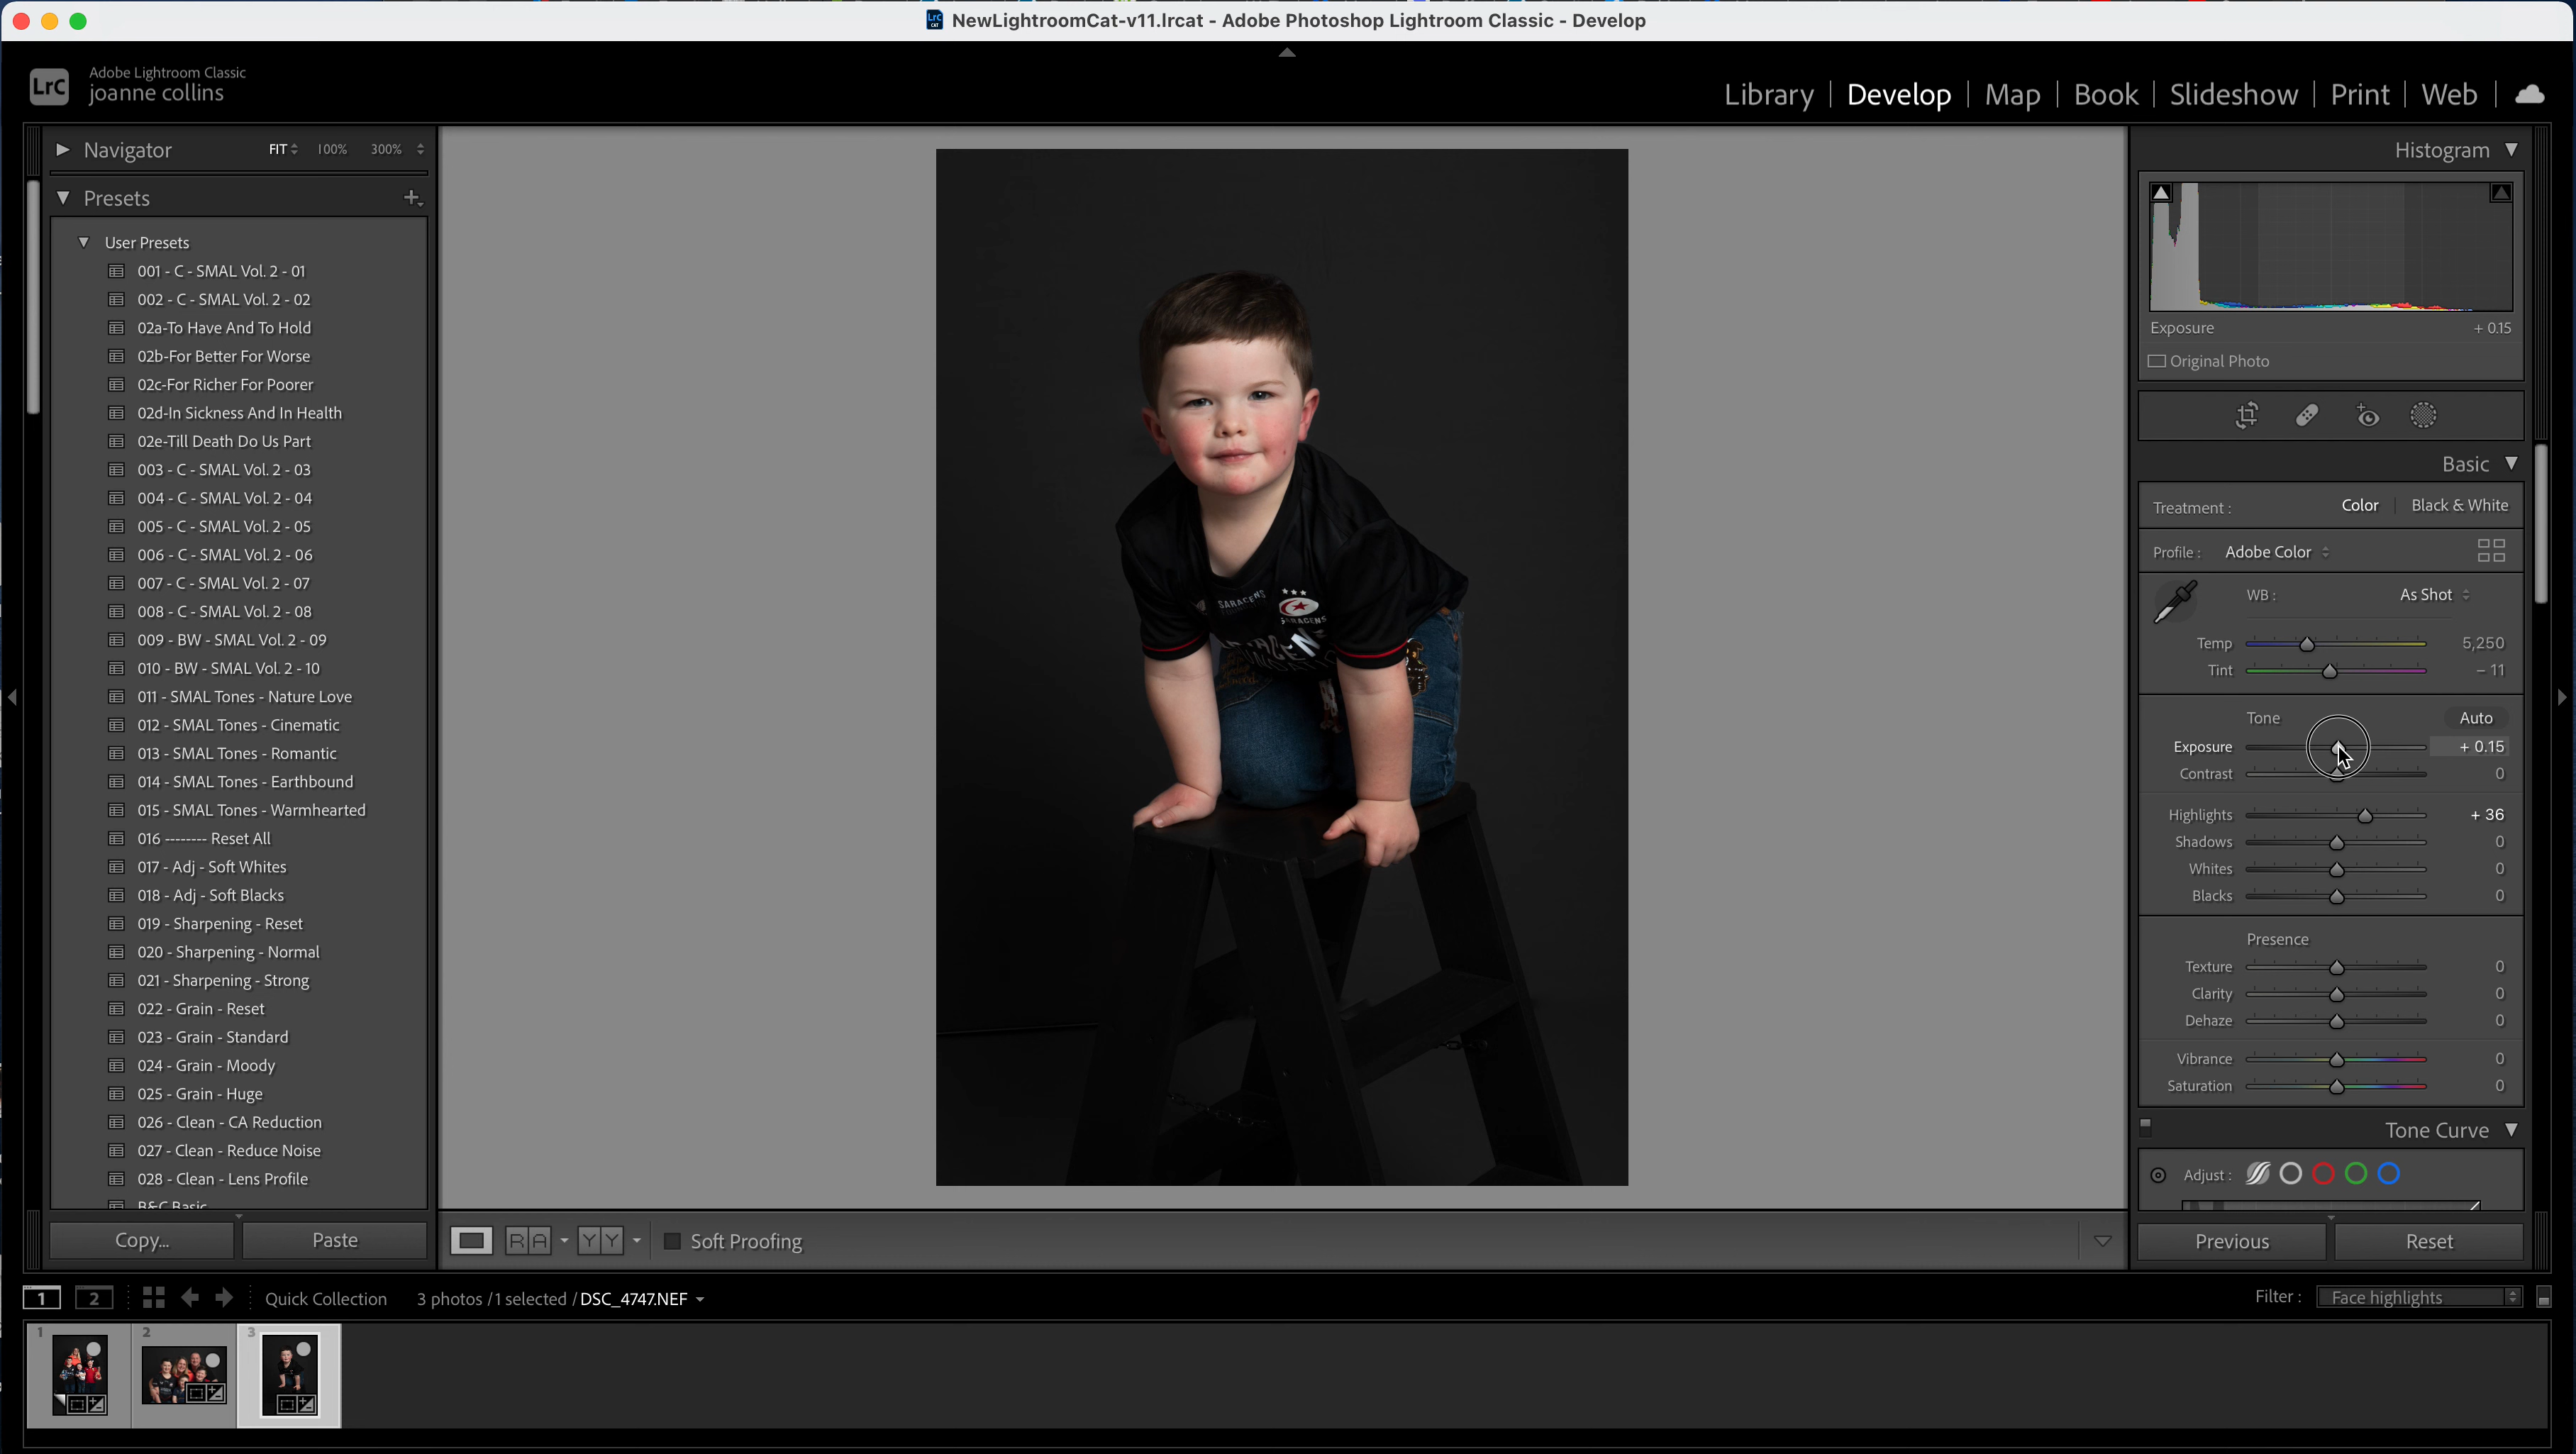 NewLightroomCat-v11.lrcat - Adobe Photoshop Lightroom Classic - Develop
LrC
Adobe Lightroom Classic
joanne collins
Library | Develop | Map | Book | Slideshow | Print | Web
Navigator FIT 100% 300%
Presets
User Presets
001 - C - SMAL Vol. 2 - 01
002 - C - SMAL Vol. 2 - 02
02a-To Have And To Hold
02b-For Better For Worse
02c-For Richer For Poorer
02d-In Sickness And In Health
02e-Till Death Do Us Part
003 - C - SMAL Vol. 2 - 03
004 - C - SMAL Vol. 2 - 04
005 - C - SMAL Vol. 2 - 05
006 - C - SMAL Vol. 2 - 06
007 - C - SMAL Vol. 2 - 07
008 - C - SMAL Vol. 2 - 08
009 - BW - SMAL Vol. 2 - 09
010 - BW - SMAL Vol. 2 - 10
011 - SMAL Tones - Nature Love
012 - SMAL Tones - Cinematic
013 - SMAL Tones - Romantic
014 - SMAL Tones - Earthbound
015 - SMAL Tones - Warmhearted
016 -------- Reset All
017 - Adj - Soft Whites
018 - Adj - Soft Blacks
019 - Sharpening - Reset
020 - Sharpening - Normal
021 - Sharpening - Strong
022 - Grain - Reset
023 - Grain - Standard
024 - Grain - Moody
025 - Grain - Huge
026 - Clean - CA Reduction
027 - Clean - Reduce Noise
028 - Clean - Lens Profile
B&C Basic
Copy... Paste
SARACENS
SARACENS
Histogram
Exposure + 0.15
Original Photo
Basic
Treatment : Color | Black & White
Profile : Adobe Color
WB : As Shot
Temp 5,250
Tint – 11
Tone Auto
Exposure + 0.15
Contrast 0
Highlights + 36
Shadows 0
Whites 0
Blacks 0
Presence
Texture 0
Clarity 0
Dehaze 0
Vibrance 0
Saturation 0
Tone Curve
Adjust :
R A Y Y Soft Proofing
Previous Reset
1 2 Quick Collection 3 photos / 1 selected / DSC_4747.NEF
Filter : Face highlights
1 2 3